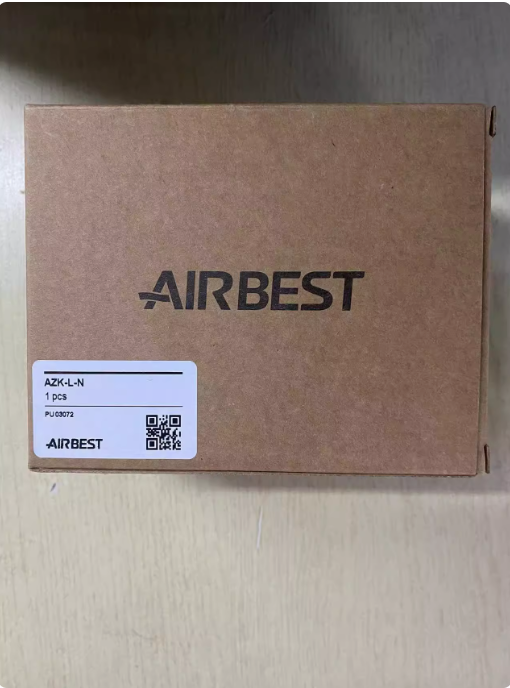 AIRBEST
AZK-L-N
1 pcs
PU03072
AIRBEST